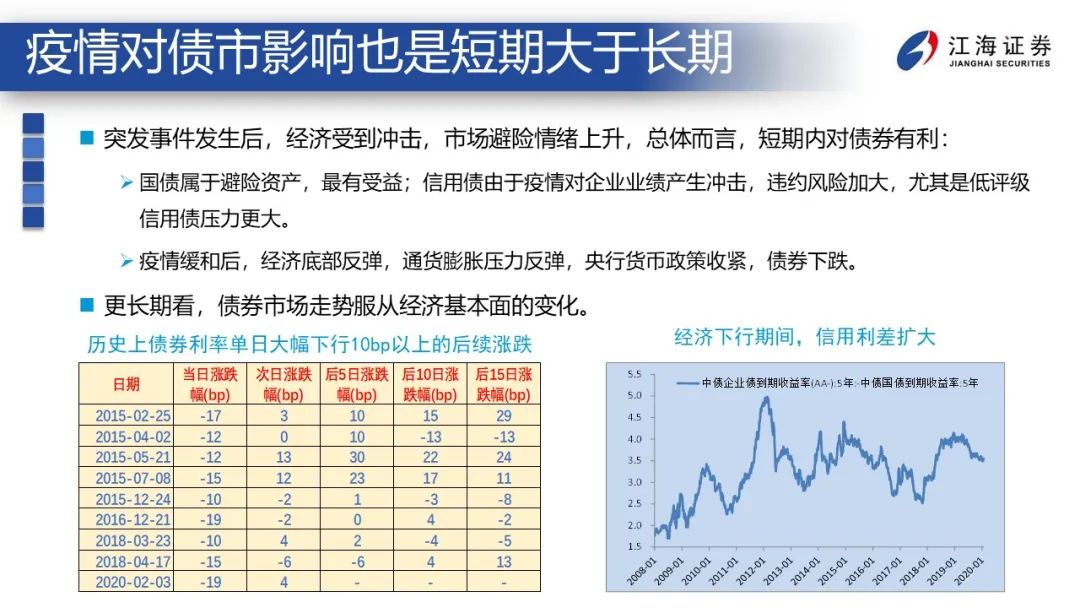 疫情对债市影响也是短期大于长期
江海证券
JIANGHAI SECURITIES
突发事件发生后，经济受到冲击，市场避险情绪上升，总体而言，短期内对债券有利：
国债属于避险资产，最有受益；信用债由于疫情对企业业绩产生冲击，违约风险加大，尤其是低评级
信用债压力更大。
疫情缓和后，经济底部反弹，通货膨胀压力反弹，央行货币政策收紧，债券下跌。
更长期看，债券市场走势服从经济基本面的变化。
历史上债券利率单日大幅下行10bp以上的后续涨跌
日期 当日涨跌幅(bp) 次日涨跌幅(bp) 后5日涨跌幅(bp) 后10日涨跌幅(bp) 后15日涨跌幅(bp)
2015-02-25 -17 3 10 15 29
2015-04-02 -12 0 10 -13 -13
2015-05-21 -12 13 30 22 24
2015-07-08 -15 12 23 17 11
2015-12-24 -10 -2 1 -3 -8
2016-12-21 -19 -2 0 4 -2
2018-03-23 -10 4 2 -4 -5
2018-04-17 -15 -6 -6 4 13
2020-02-03 -19 4 - - -
经济下行期间，信用利差扩大
中债企业债到期收益率(AA-):5年:-中债国债到期收益率:5年
5.5
5.0
4.5
4.0
3.5
3.0
2.5
2.0
1.5
2008-01 2009-01 2010-01 2011-01 2012-01 2013-01 2014-01 2015-01 2016-01 2017-01 2018-01 2019-01 2020-01